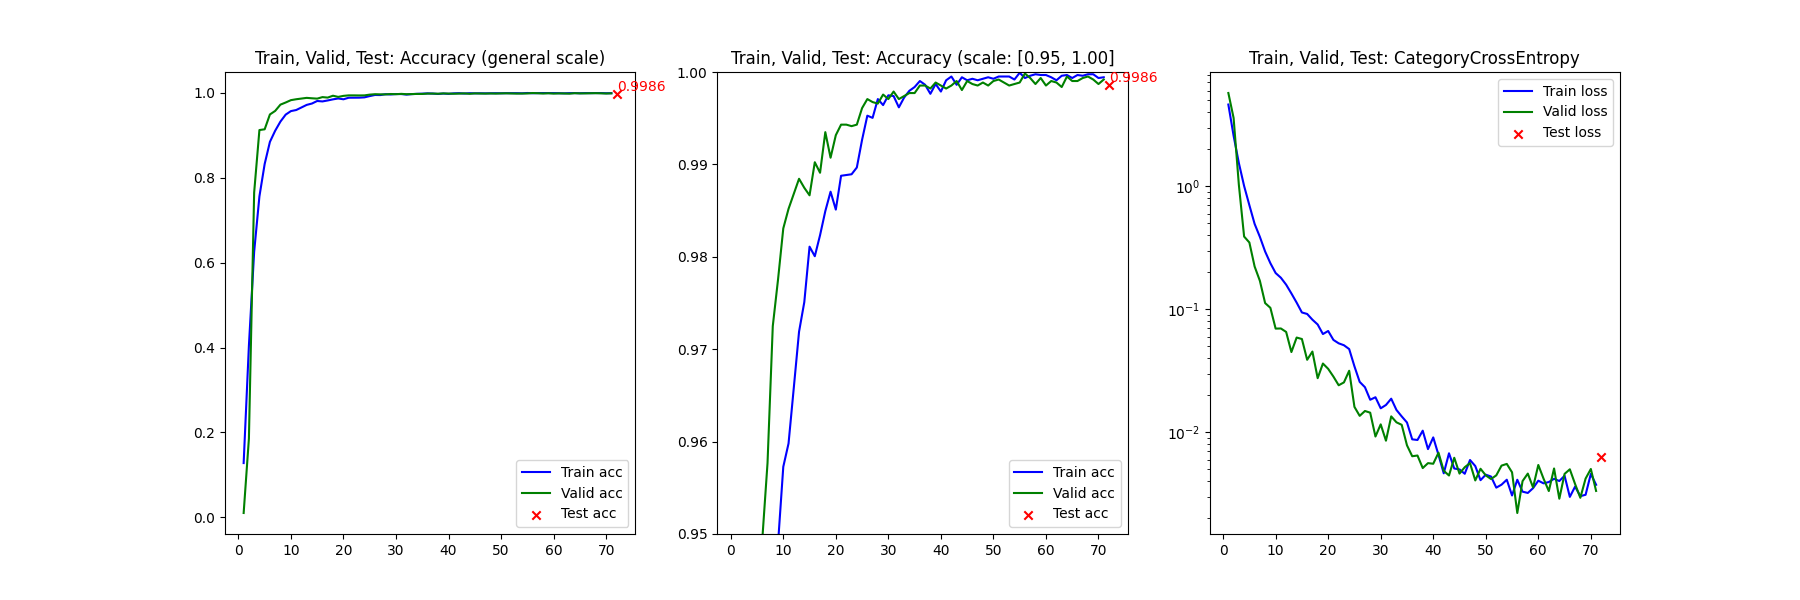 Train, Valid, Test: Accuracy (general scale)
1.0
0.8
0.6
0.4
0.2
0.0
0 10 20 30 40 50 60 70
0.9986
Train acc
Valid acc
Test acc
Train, Valid, Test: Accuracy (scale: [0.95, 1.00]
1.00
0.99
0.98
0.97
0.96
0.95
0 10 20 30 40 50 60 70
0.9986
Train acc
Valid acc
Test acc
Train, Valid, Test: CategoryCrossEntropy
10⁰
10⁻¹
10⁻²
0 10 20 30 40 50 60 70
Train loss
Valid loss
Test loss